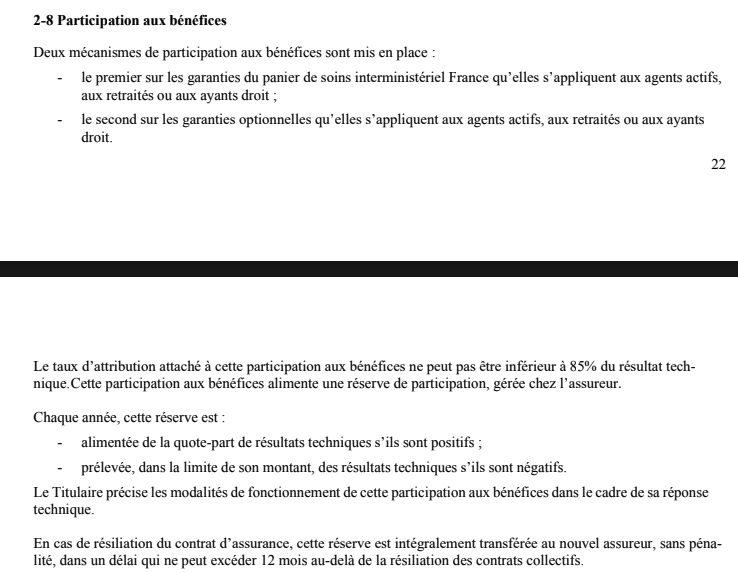 2-8 Participation aux bénéfices
Deux mécanismes de participation aux bénéfices sont mis en place :
- le premier sur les garanties du panier de soins interministériel France qu’elles s’appliquent aux agents actifs,
aux retraités ou aux ayants droit ;
- le second sur les garanties optionnelles qu’elles s’appliquent aux agents actifs, aux retraités ou aux ayants
droit.
22
Le taux d’attribution attaché à cette participation aux bénéfices ne peut pas être inférieur à 85% du résultat tech-
nique.Cette participation aux bénéfices alimente une réserve de participation, gérée chez l’assureur.
Chaque année, cette réserve est :
- alimentée de la quote-part de résultats techniques s’ils sont positifs ;
- prélevée, dans la limite de son montant, des résultats techniques s’ils sont négatifs.
Le Titulaire précise les modalités de fonctionnement de cette participation aux bénéfices dans le cadre de sa réponse
technique.
En cas de résiliation du contrat d’assurance, cette réserve est intégralement transférée au nouvel assureur, sans péna-
lité, dans un délai qui ne peut excéder 12 mois au-delà de la résiliation des contrats collectifs.